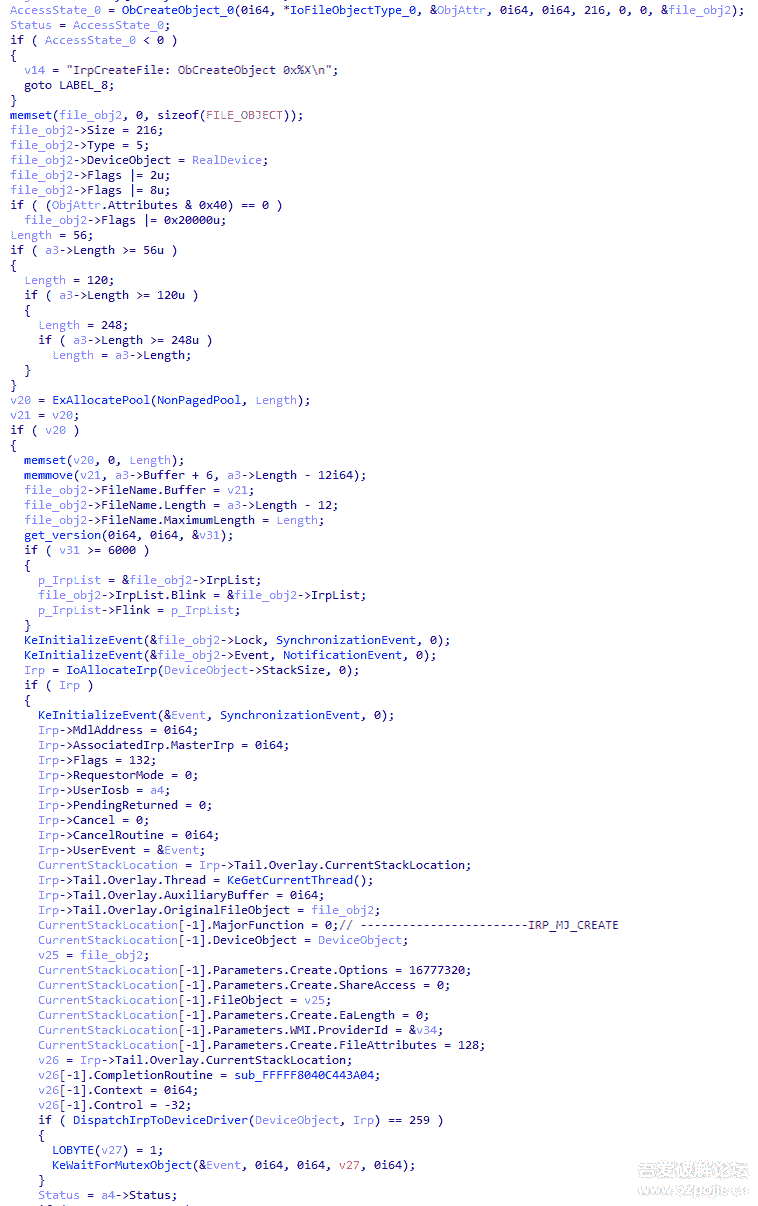 AccessState_0 = ObCreateObject_0(0i64, *IoFileObjectType_0, &ObjAttr, 0i64, 0i64, 216, 0, 0, &file_obj2);
Status = AccessState_0;
if ( AccessState_0 < 0 )
{
v14 = "IrpCreateFile: ObCreateObject 0x%X\n";
goto LABEL_8;
}
memset(file_obj2, 0, sizeof(FILE_OBJECT));
file_obj2->Size = 216;
file_obj2->Type = 5;
file_obj2->DeviceObject = RealDevice;
file_obj2->Flags |= 2u;
file_obj2->Flags |= 8u;
if ( (ObjAttr.Attributes & 0x40) == 0 )
file_obj2->Flags |= 0x20000u;
Length = 56;
if ( a3->Length >= 56u )
{
Length = 120;
if ( a3->Length >= 120u )
{
Length = 248;
if ( a3->Length >= 248u )
Length = a3->Length;
}
}
v20 = ExAllocatePool(NonPagedPool, Length);
v21 = v20;
if ( v20 )
{
memset(v20, 0, Length);
memmove(v21, a3->Buffer + 6, a3->Length - 12i64);
file_obj2->FileName.Buffer = v21;
file_obj2->FileName.Length = a3->Length - 12;
file_obj2->FileName.MaximumLength = Length;
get_version(0i64, 0i64, &v31);
if ( v31 >= 6000 )
{
p_IrpList = &file_obj2->IrpList;
file_obj2->IrpList.Blink = &file_obj2->IrpList;
p_IrpList->Flink = p_IrpList;
}
KeInitializeEvent(&file_obj2->Lock, SynchronizationEvent, 0);
KeInitializeEvent(&file_obj2->Event, NotificationEvent, 0);
Irp = IoAllocateIrp(DeviceObject->StackSize, 0);
if ( Irp )
{
KeInitializeEvent(&Event, SynchronizationEvent, 0);
Irp->MdlAddress = 0i64;
Irp->AssociatedIrp.MasterIrp = 0i64;
Irp->Flags = 132;
Irp->RequestorMode = 0;
Irp->UserIosb = a4;
Irp->PendingReturned = 0;
Irp->Cancel = 0;
Irp->CancelRoutine = 0i64;
Irp->UserEvent = &Event;
CurrentStackLocation = Irp->Tail.Overlay.CurrentStackLocation;
Irp->Tail.Overlay.Thread = KeGetCurrentThread();
Irp->Tail.Overlay.AuxiliaryBuffer = 0i64;
Irp->Tail.Overlay.OriginalFileObject = file_obj2;
CurrentStackLocation[-1].MajorFunction = 0;// ------------------------IRP_MJ_CREATE
CurrentStackLocation[-1].DeviceObject = DeviceObject;
v25 = file_obj2;
CurrentStackLocation[-1].Parameters.Create.Options = 16777320;
CurrentStackLocation[-1].Parameters.Create.ShareAccess = 0;
CurrentStackLocation[-1].FileObject = v25;
CurrentStackLocation[-1].Parameters.Create.EaLength = 0;
CurrentStackLocation[-1].Parameters.WMI.ProviderId = &v34;
CurrentStackLocation[-1].Parameters.Create.FileAttributes = 128;
v26 = Irp->Tail.Overlay.CurrentStackLocation;
v26[-1].CompletionRoutine = sub_FFFFF8040C443A04;
v26[-1].Context = 0i64;
v26[-1].Control = -32;
if ( DispatchIrpToDeviceDriver(DeviceObject, Irp) == 259 )
{
LOBYTE(v27) = 1;
KeWaitForMutexObject(&Event, 0i64, 0i64, v27, 0i64);
}
Status = a4->Status;
吾爱破解论坛
www.52pojie.cn